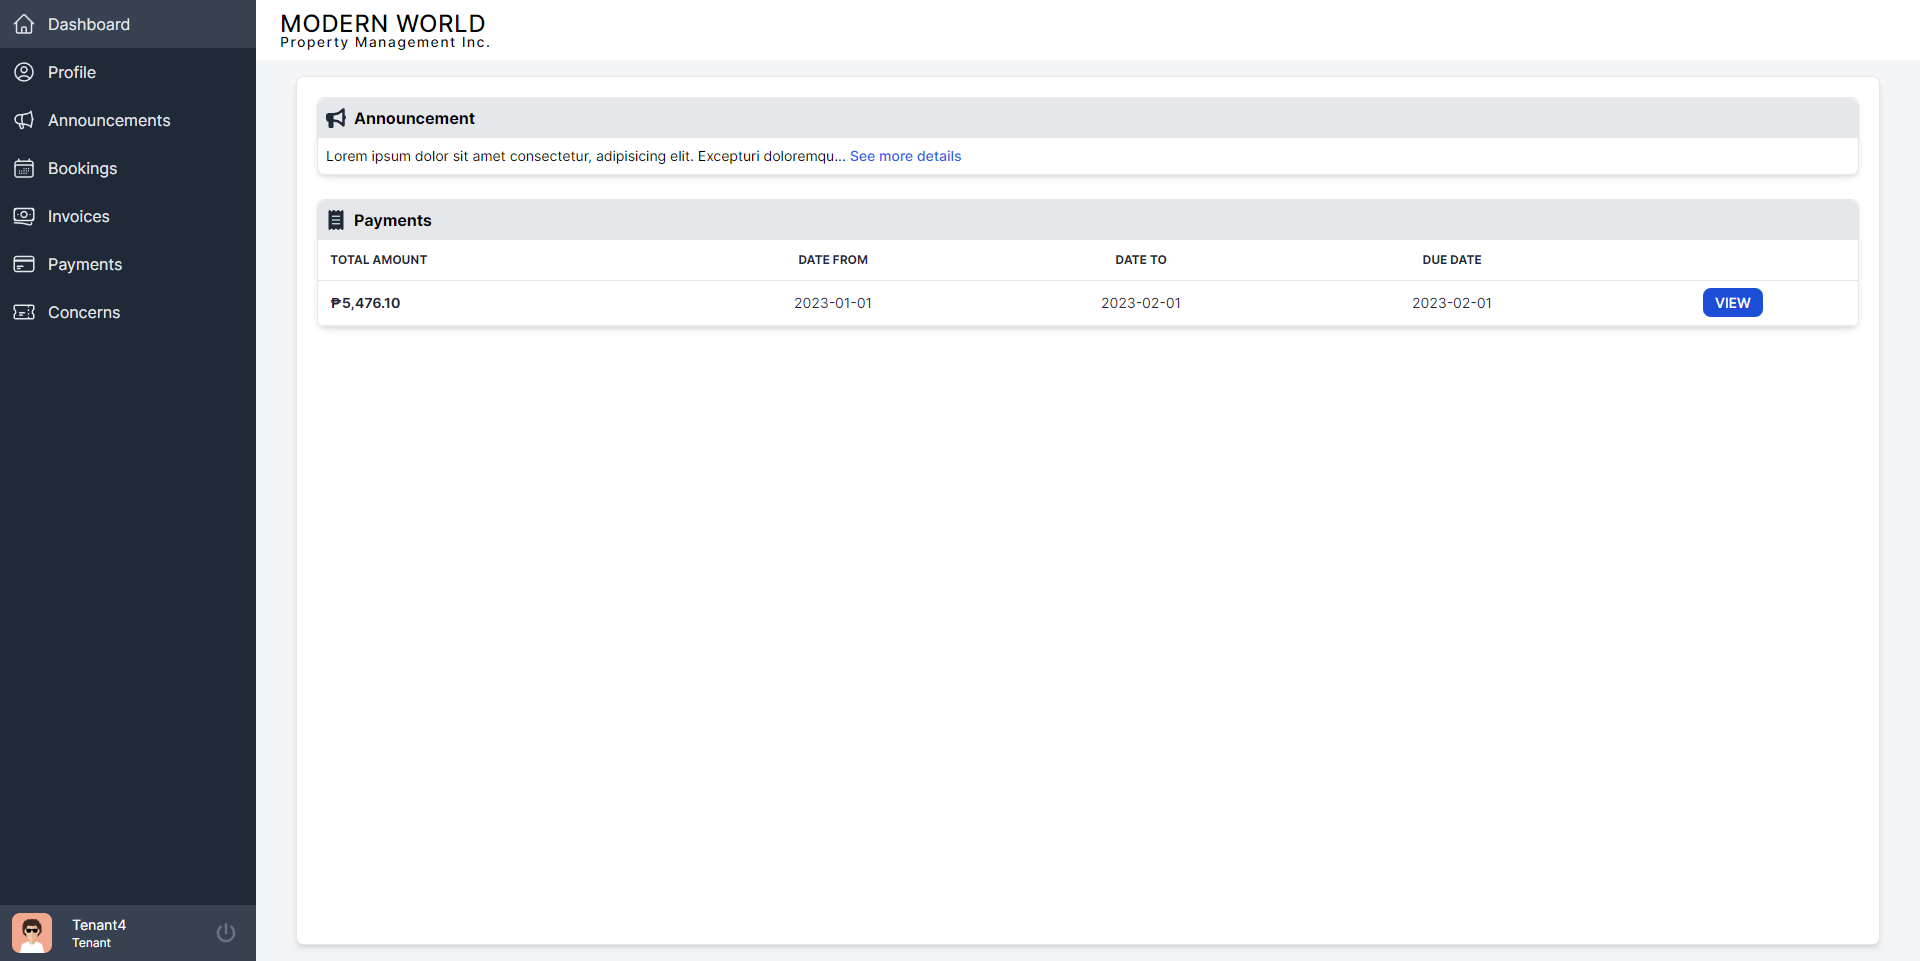 Dashboard
Profile
Announcements
Bookings
Invoices
Payments
Concerns
Tenant4
Tenant
MODERN WORLD
Property Management Inc.
Announcement
Lorem ipsum dolor sit amet consectetur, adipisicing elit. Excepturi doloremqu... See more details
Payments
TOTAL AMOUNT DATE FROM DATE TO DUE DATE
₱5,476.10 2023-01-01 2023-02-01 2023-02-01 VIEW